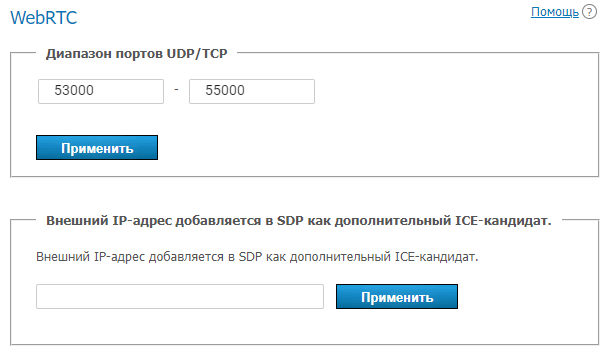 WebRTC
Помощь ?
Диапазон портов UDP/TCP
53000 - 55000
Применить
Внешний IP-адрес добавляется в SDP как дополнительный ICE-кандидат.
Внешний IP-адрес добавляется в SDP как дополнительный ICE-кандидат.
Применить